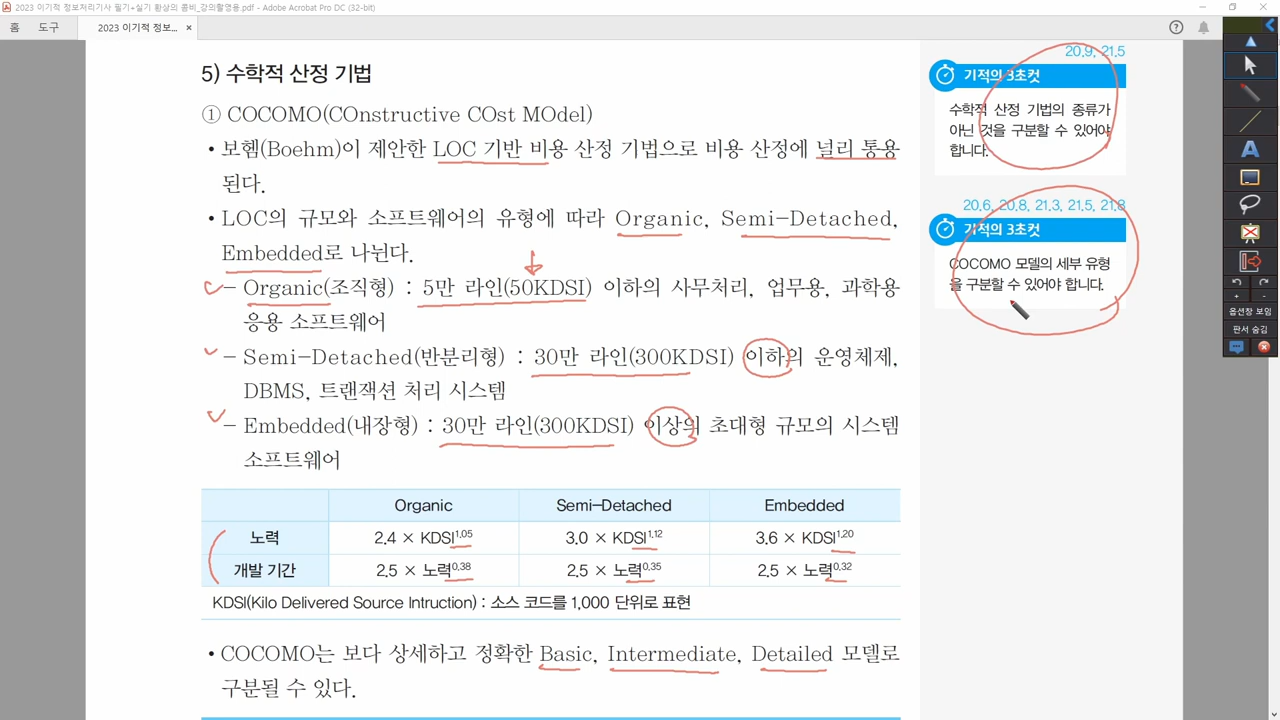 2023 이기적 정보처리기사 필기+실기 환상의 콤비_강의촬영용.pdf - Adobe Acrobat Pro DC (32-bit)
홈 도구 2023 이기적 정보... ×
5) 수학적 산정 기법
① COCOMO(COnstructive COst MOdel)
• 보헴(Boehm)이 제안한 LOC 기반 비용 산정 기법으로 비용 산정에 널리 통용
된다.
• LOC의 규모와 소프트웨어의 유형에 따라 Organic, Semi-Detached,
Embedded로 나뉜다.
- Organic(조직형) : 5만 라인(50KDSI) 이하의 사무처리, 업무용, 과학용
응용 소프트웨어
- Semi-Detached(반분리형) : 30만 라인(300KDSI) 이하의 운영체제,
DBMS, 트랜잭션 처리 시스템
- Embedded(내장형) : 30만 라인(300KDSI) 이상의 초대형 규모의 시스템
소프트웨어
Organic Semi-Detached Embedded
노력 2.4 × KDSI1.05 3.0 × KDSI1.12 3.6 × KDSI1.20
개발 기간 2.5 × 노력0.38 2.5 × 노력0.35 2.5 × 노력0.32
KDSI(Kilo Delivered Source Intruction) : 소스 코드를 1,000 단위로 표현
• COCOMO는 보다 상세하고 정확한 Basic, Intermediate, Detailed 모델로
구분될 수 있다.
20.9, 21.5
기적의 3초컷
수학적 산정 기법의 종류가
아닌 것을 구분할 수 있어야
합니다.
20.6, 20.8, 21.3, 21.5, 21.8
기적의 3초컷
COCOMO 모델의 세부 유형
을 구분할 수 있어야 합니다.
A
옵션창 보임
판서 숨김